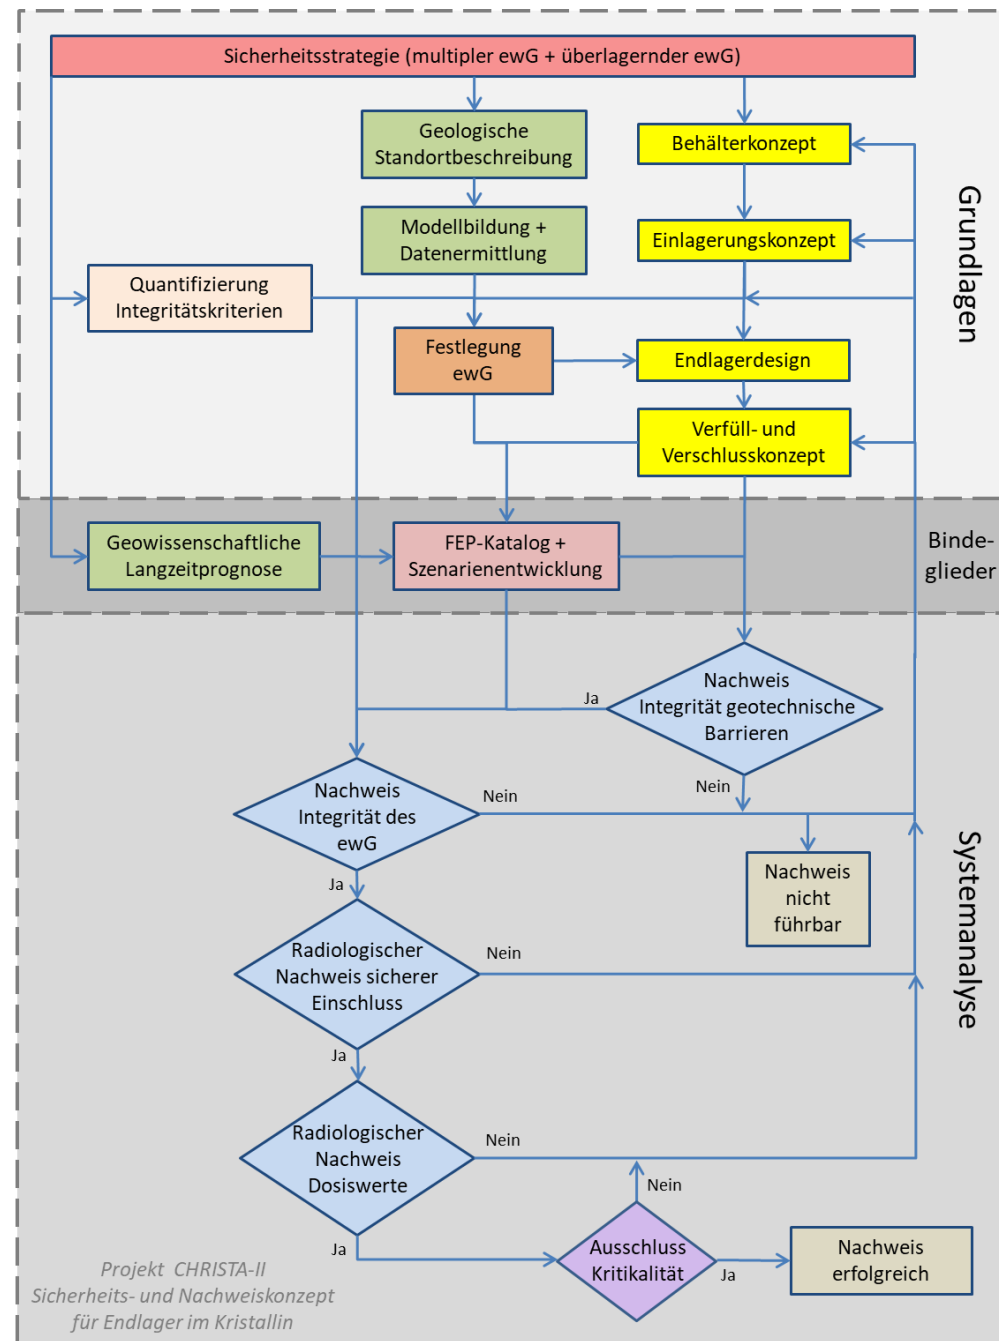 Sicherheitsstrategie (multipler ewG + überlagernder ewG)
Geologische
Standortbeschreibung
Behälterkonzept
Grundlagen
Modellbildung +
Datenermittlung
Einlagerungskonzept
Quantifizierung
Integritätskriterien
Festlegung
ewG
Endlagerdesign
Verfüll- und
Verschlusskonzept
Geowissenschaftliche
Langzeitprognose
FEP-Katalog +
Szenarienentwicklung
Binde-
glieder
Nachweis
Integrität geotechnische
Barrieren
Ja
Nein
Nachweis
Integrität des
ewG
Nein
Ja
Nachweis
nicht
führbar
Systemanalyse
Radiologischer
Nachweis sicherer
Einschluss
Nein
Ja
Radiologischer
Nachweis
Dosiswerte
Nein
Ja
Nein
Ausschluss
Kritikalität
Ja
Nachweis
erfolgreich
Projekt CHRISTA-II
Sicherheits- und Nachweiskonzept
für Endlager im Kristallin